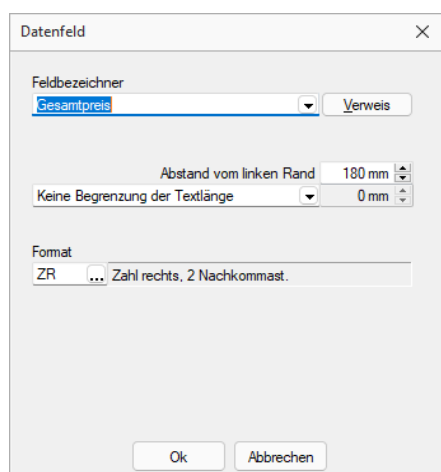 Datenfeld
Feldbezeichner
Gesamtpreis
Verweis
Abstand vom linken Rand 180 mm
Keine Begrenzung der Textlänge 0 mm
Format
ZR ... Zahl rechts, 2 Nachkommast.
Ok Abbrechen